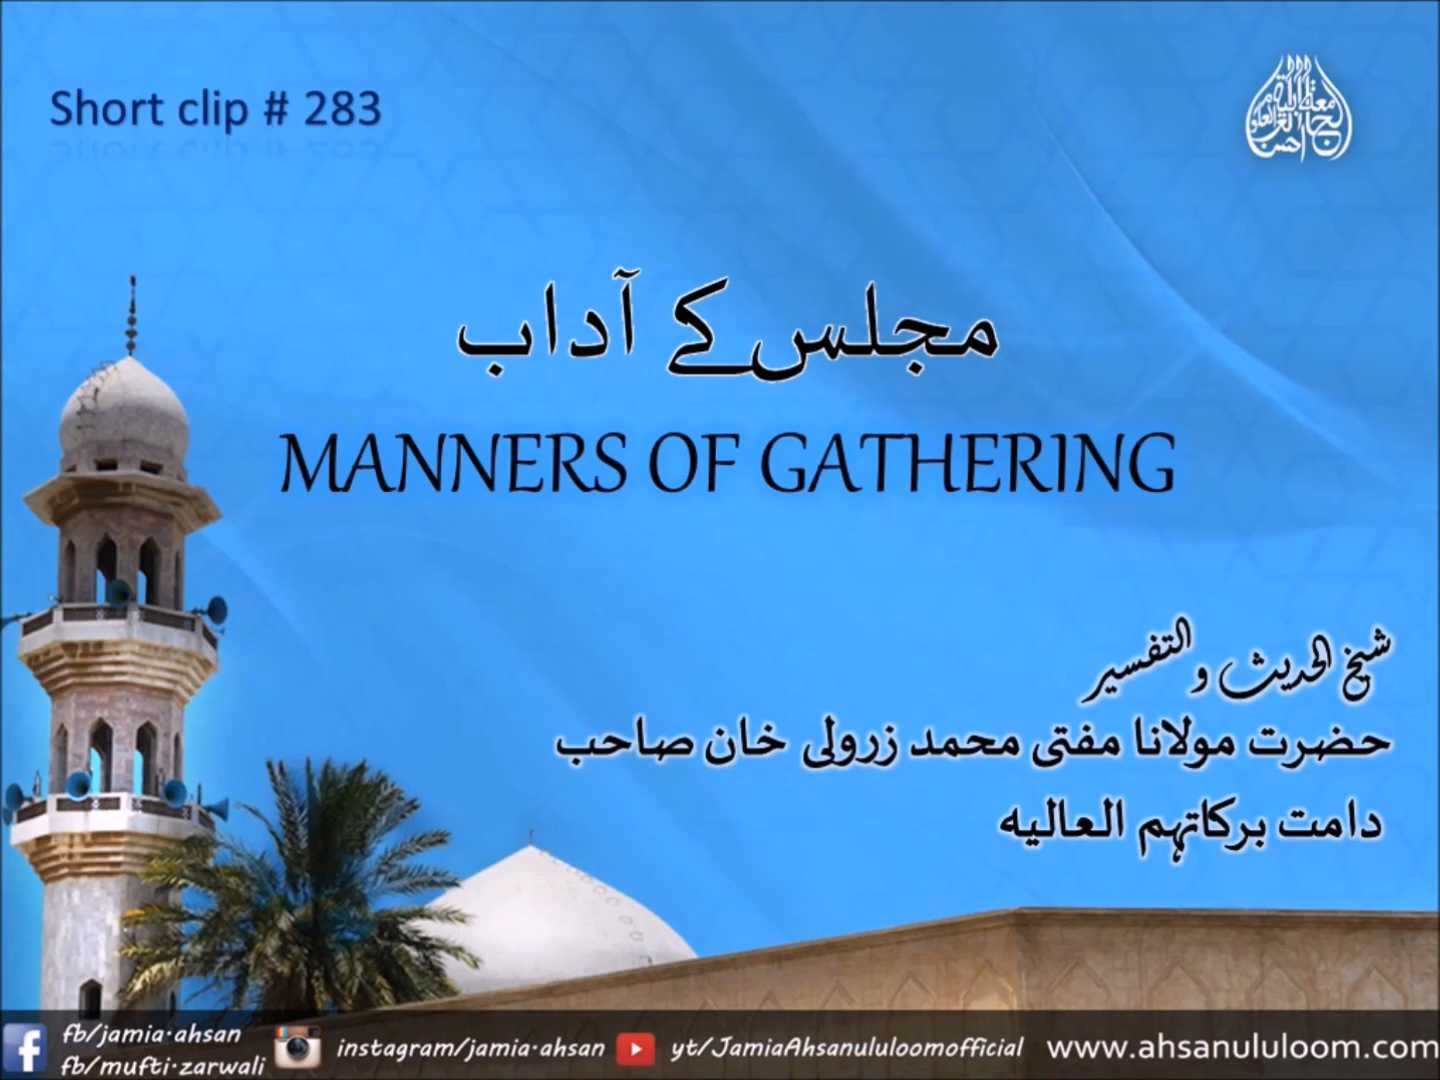 Short clip # 283
مجلس کے آداب
MANNERS OF GATHERING
شیخ الحدیث و التفسیر
حضرت مولانا مفتی محمد زرولی خان صاحب
دامت برکاتہم العالیہ
fb/jamia.ahsan
fb/mufti.zarwali
instagram/jamia.ahsan
yt/JamiaAhsanululoomofficial
www.ahsanululoom.com